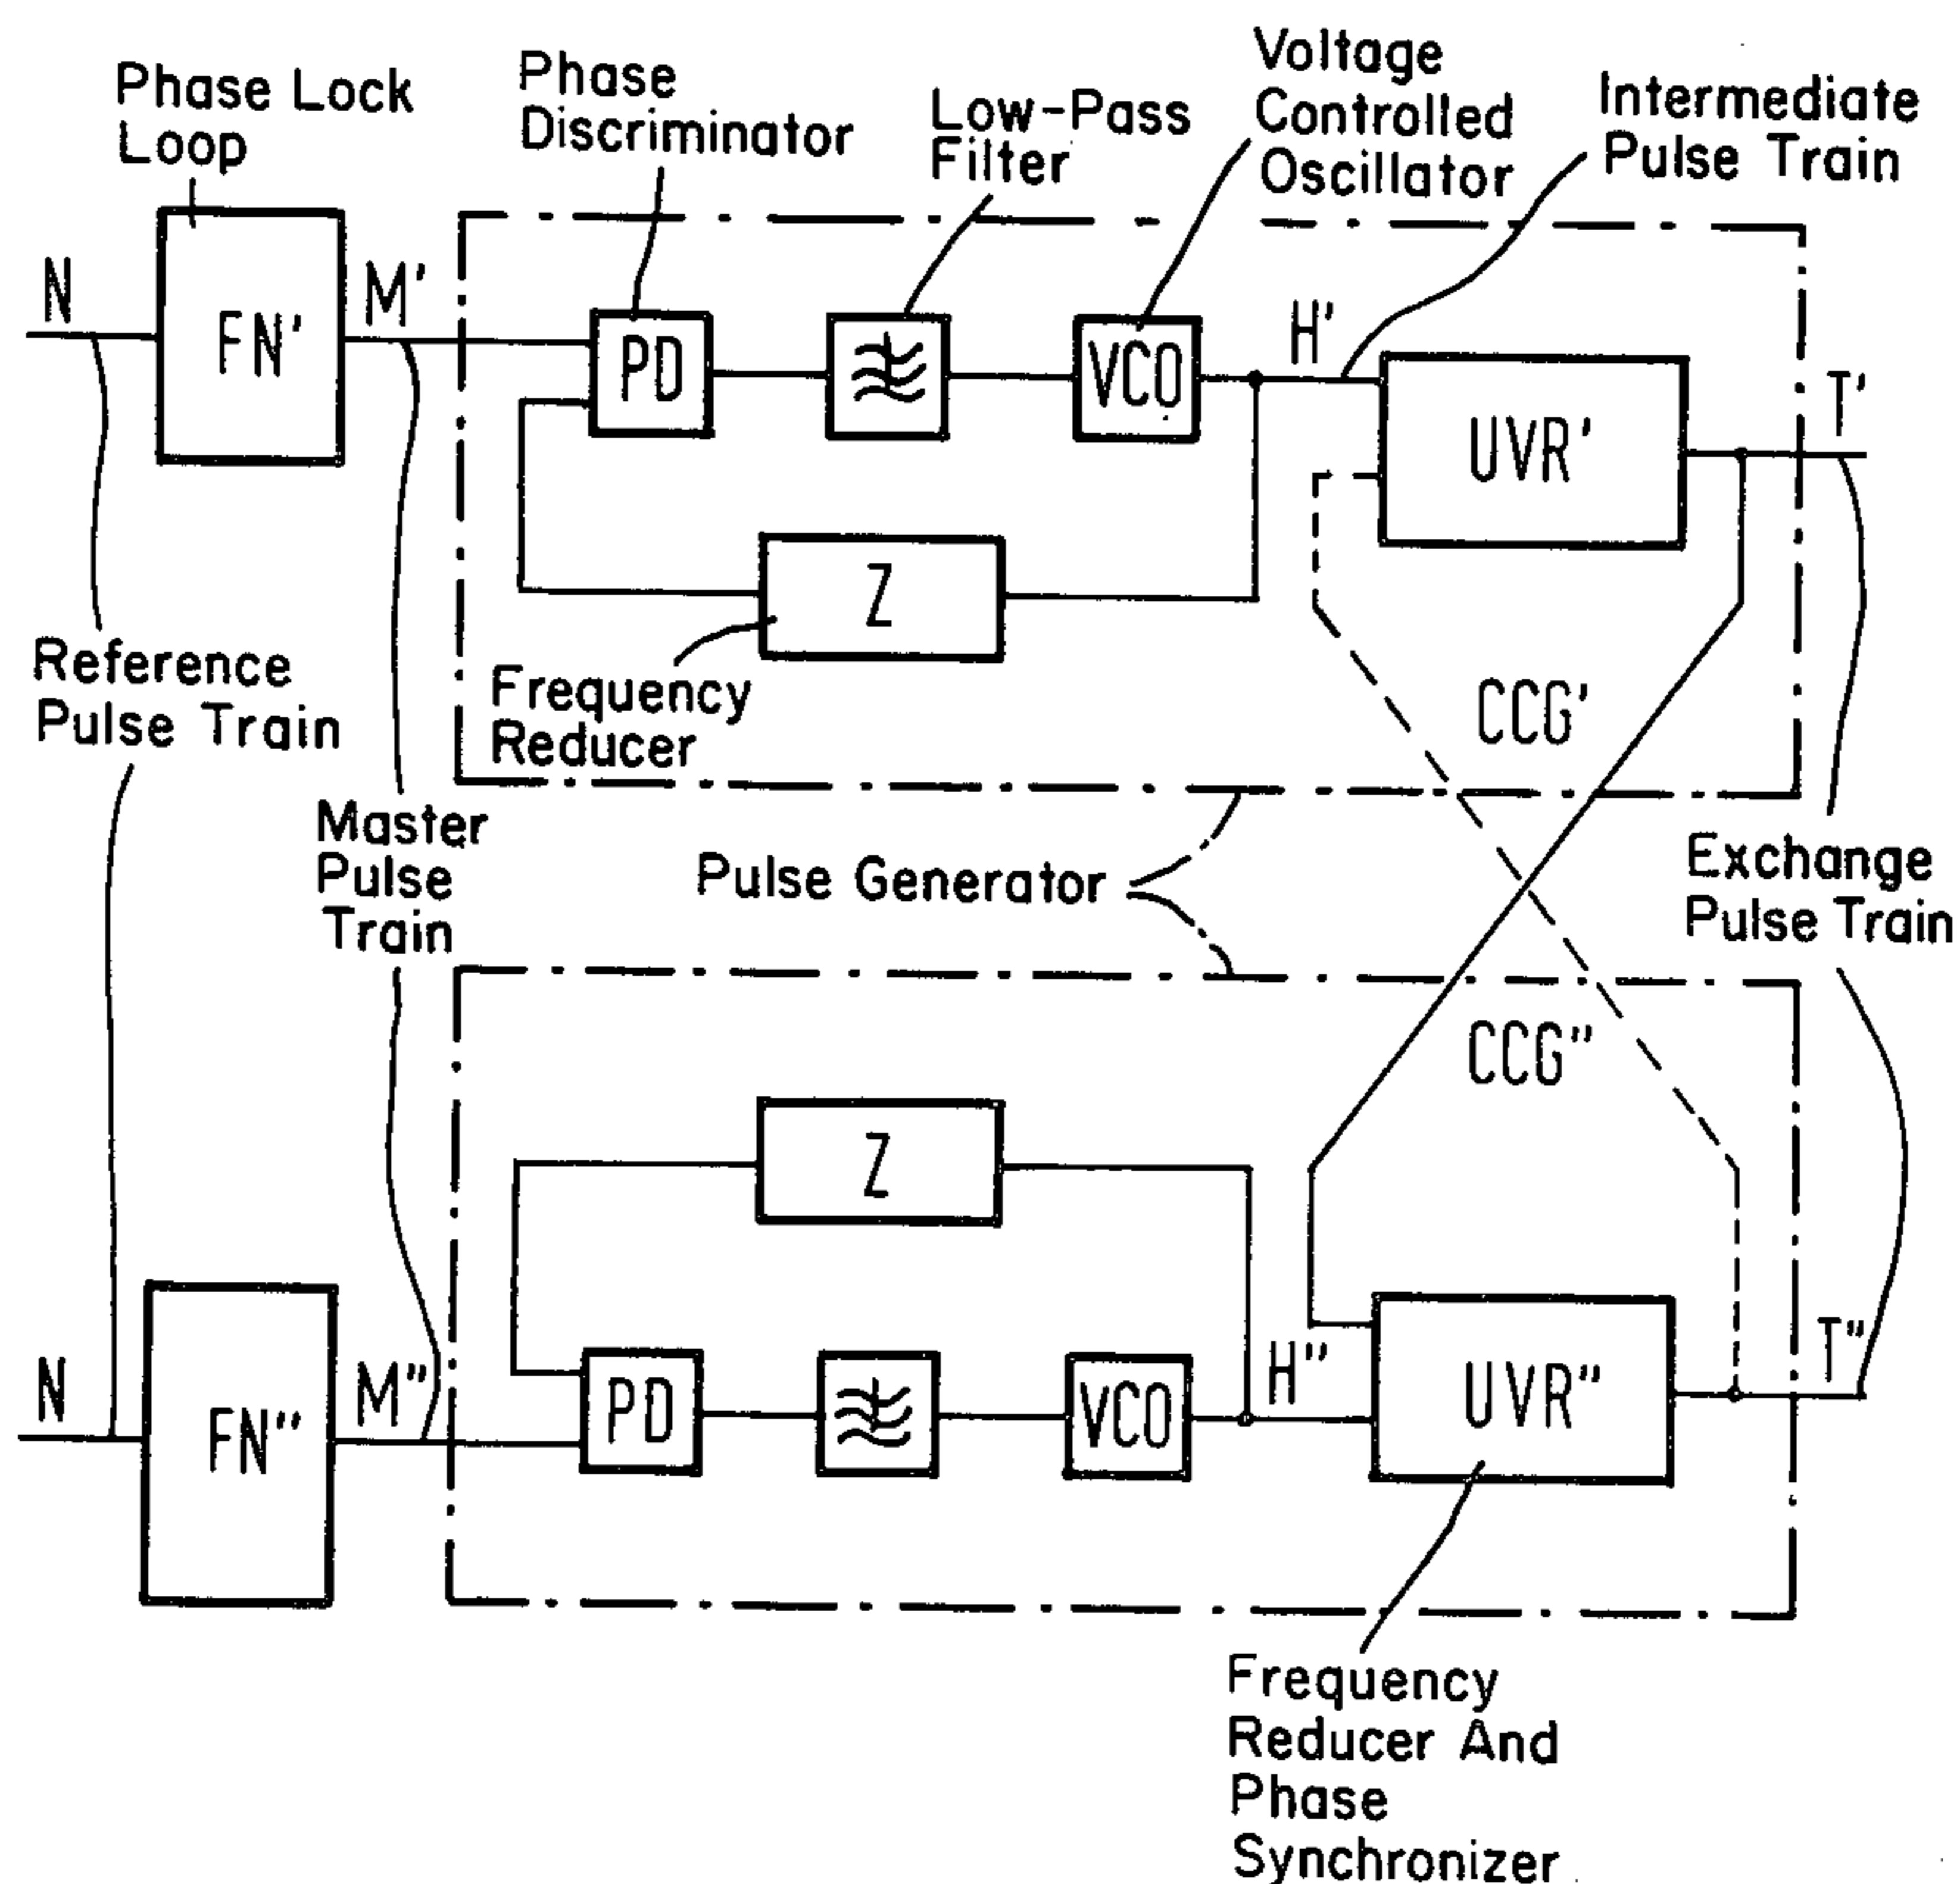 Phase Lock
Loop
Phase
Discriminator
Low-Pass
Filter
Voltage
Controlled
Oscillator
Intermediate
Pulse Train
N
FN'
M'
PD
VCO
H'
UVR'
T'
Z
Reference
Pulse Train
Frequency
Reducer
CCG'
Master
Pulse
Train
Pulse Generator
Exchange
Pulse Train
CCG"
Z
N
FN"
M"
PD
VCO
H"
UVR"
T"
Frequency
Reducer And
Phase
Synchronizer